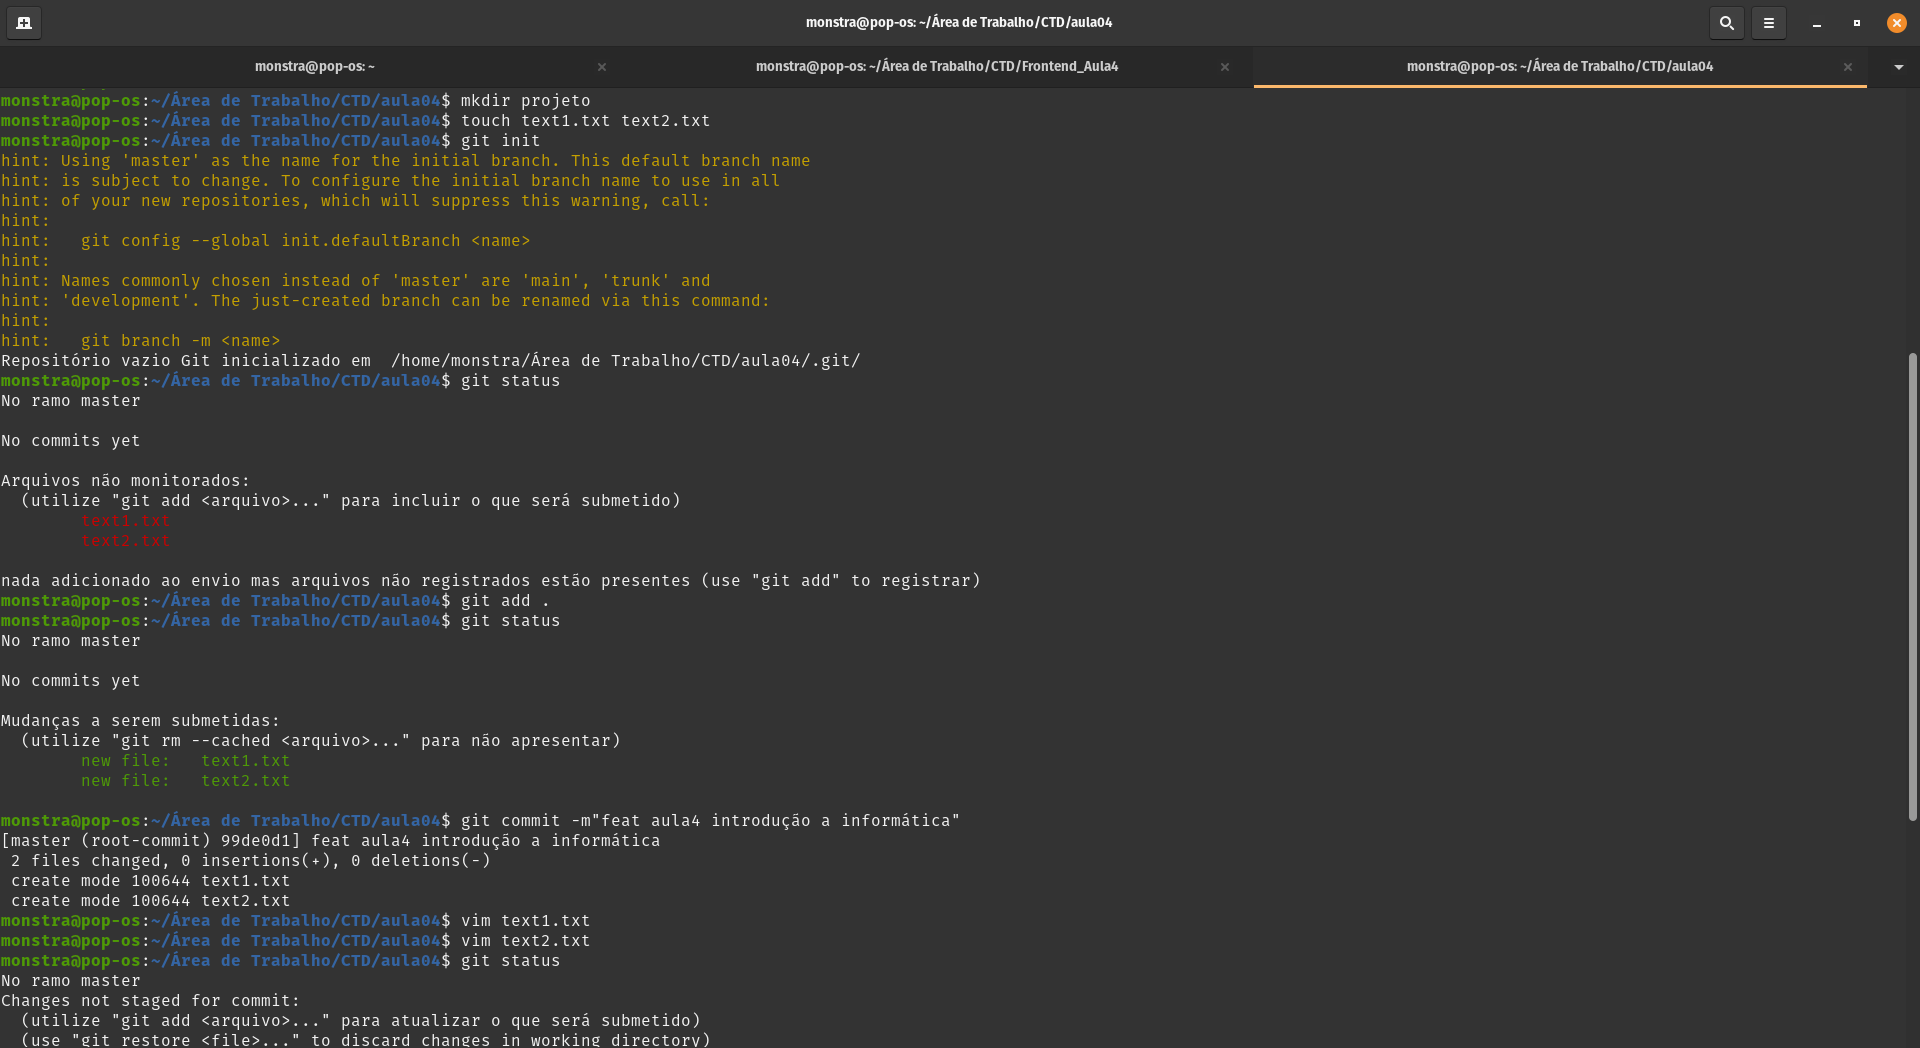 monstra@pop-os: ~/Área de Trabalho/CTD/aula04
monstra@pop-os: ~
monstra@pop-os: ~/Área de Trabalho/CTD/Frontend_Aula4
monstra@pop-os: ~/Área de Trabalho/CTD/aula04
monstra@pop-os:~/Área de Trabalho/CTD/aula04$ mkdir projeto
monstra@pop-os:~/Área de Trabalho/CTD/aula04$ touch text1.txt text2.txt
monstra@pop-os:~/Área de Trabalho/CTD/aula04$ git init
hint: Using 'master' as the name for the initial branch. This default branch name
hint: is subject to change. To configure the initial branch name to use in all
hint: of your new repositories, which will suppress this warning, call:
hint:
hint:   git config --global init.defaultBranch <name>
hint:
hint: Names commonly chosen instead of 'master' are 'main', 'trunk' and
hint: 'development'. The just-created branch can be renamed via this command:
hint:
hint:   git branch -m <name>
Repositório vazio Git inicializado em  /home/monstra/Área de Trabalho/CTD/aula04/.git/
monstra@pop-os:~/Área de Trabalho/CTD/aula04$ git status
No ramo master
No commits yet
Arquivos não monitorados:
  (utilize "git add <arquivo>..." para incluir o que será submetido)
        text1.txt
        text2.txt
nada adicionado ao envio mas arquivos não registrados estão presentes (use "git add" to registrar)
monstra@pop-os:~/Área de Trabalho/CTD/aula04$ git add .
monstra@pop-os:~/Área de Trabalho/CTD/aula04$ git status
No ramo master
No commits yet
Mudanças a serem submetidas:
  (utilize "git rm --cached <arquivo>..." para não apresentar)
        new file:   text1.txt
        new file:   text2.txt
monstra@pop-os:~/Área de Trabalho/CTD/aula04$ git commit -m"feat aula4 introdução a informática"
[master (root-commit) 99de0d1] feat aula4 introdução a informática
 2 files changed, 0 insertions(+), 0 deletions(-)
 create mode 100644 text1.txt
 create mode 100644 text2.txt
monstra@pop-os:~/Área de Trabalho/CTD/aula04$ vim text1.txt
monstra@pop-os:~/Área de Trabalho/CTD/aula04$ vim text2.txt
monstra@pop-os:~/Área de Trabalho/CTD/aula04$ git status
No ramo master
Changes not staged for commit:
  (utilize "git add <arquivo>..." para atualizar o que será submetido)
  (use "git restore <file>..." to discard changes in working directory)